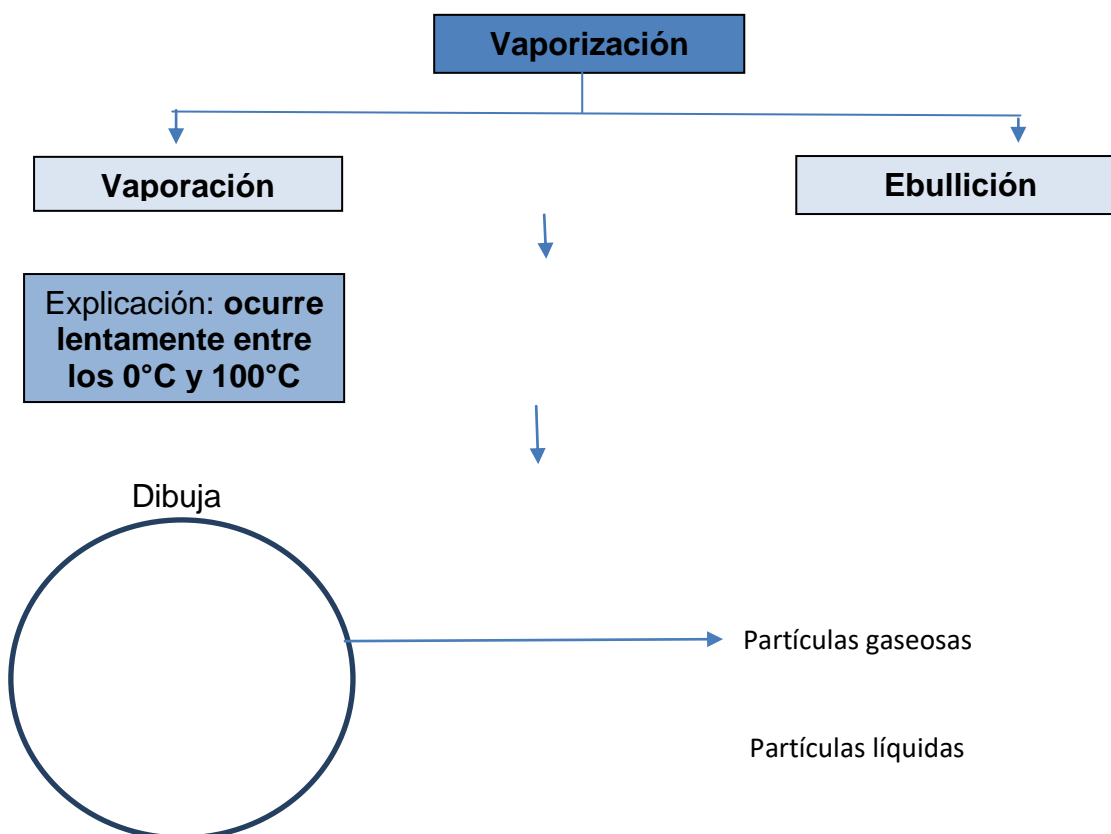 Vaporización
Vaporación
Ebullición
Explicación: ocurre
lentamente entre
los 0°C y 100°C
Dibuja
Partículas gaseosas
Partículas líquidas